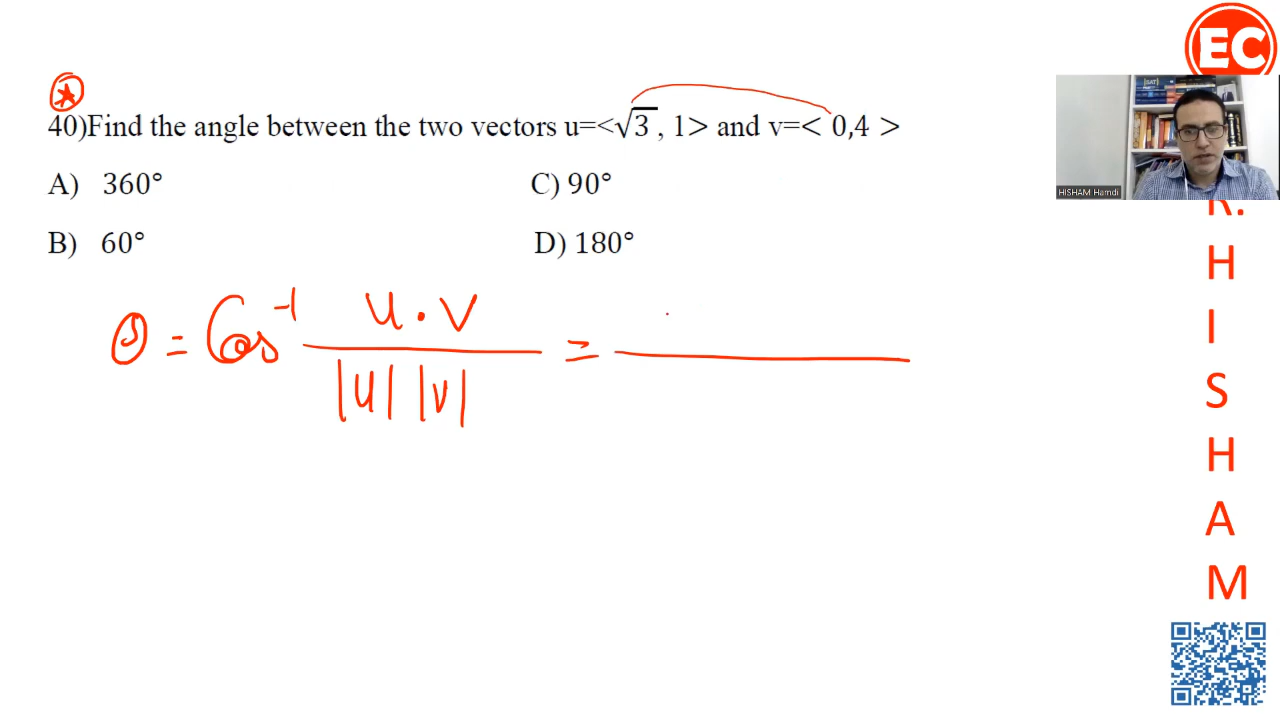 EC
40)Find the angle between the two vectors u=<√3, 1> and v=< 0,4 >
A) 360°
C) 90°
B) 60°
D) 180°
θ = Cos⁻¹ u · v / |u| |v| =
HISHAM Hamdi
R.
H
I
S
H
A
M